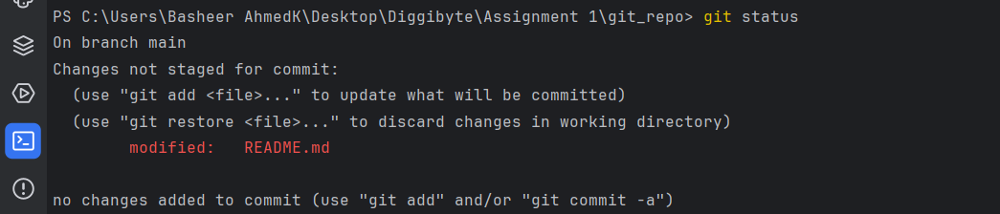 PS C:\Users\Basheer AhmedK\Desktop\Diggibyte\Assignment 1\git_repo> git status
On branch main
Changes not staged for commit:
  (use "git add <file>..." to update what will be committed)
  (use "git restore <file>..." to discard changes in working directory)
        modified:   README.md

no changes added to commit (use "git add" and/or "git commit -a")